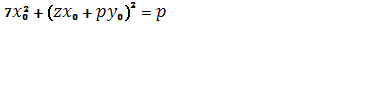 7x₀² + (zx₀ + py₀)² = p